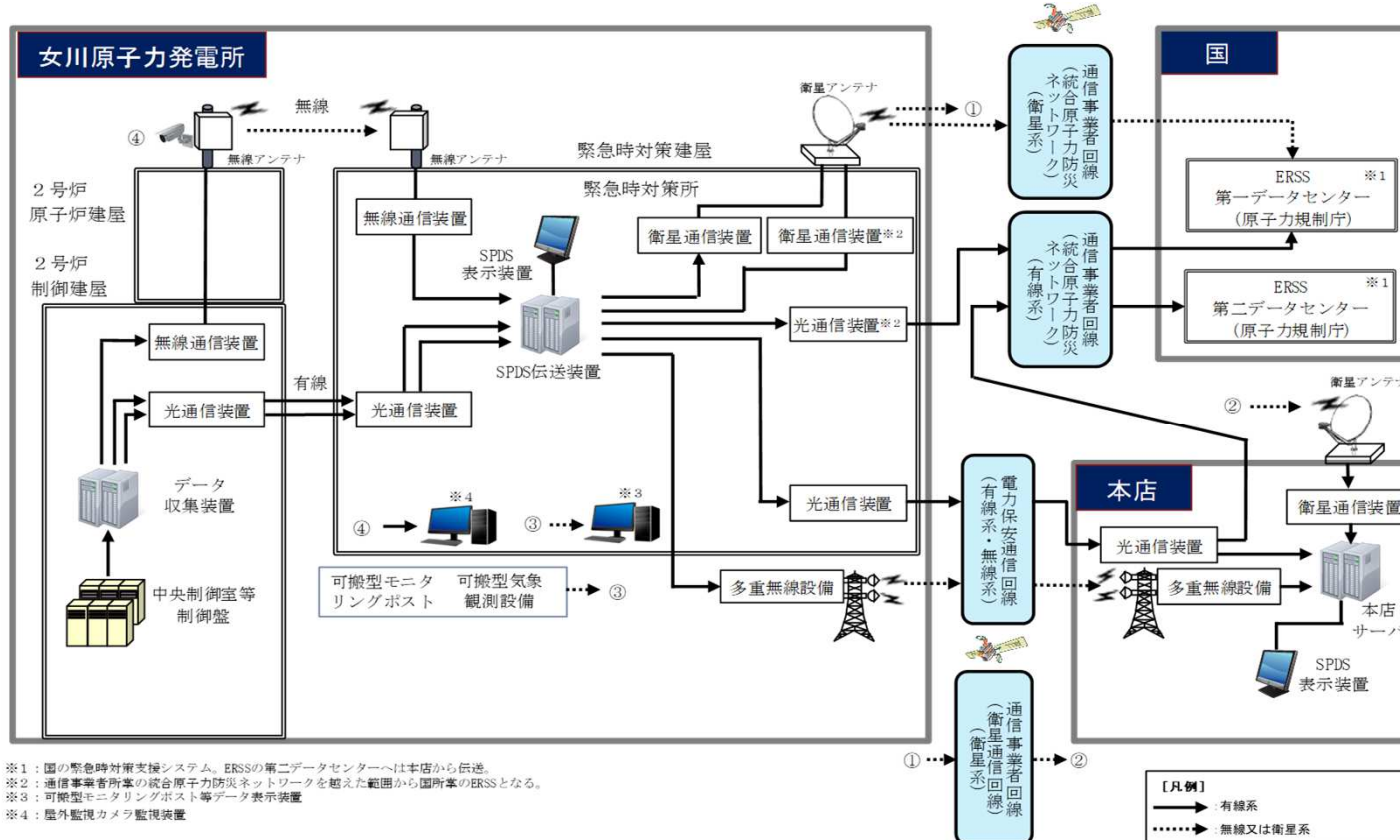 女川原子力発電所
④
無線
無線アンテナ
無線アンテナ
衛星アンテナ
①
2号炉
原子炉建屋
2号炉
制御建屋
緊急時対策建屋
緊急時対策所
無線通信装置
SPDS
表示装置
衛星通信装置
衛星通信装置※2
SPDS伝送装置
光通信装置※2
無線通信装置
有線
光通信装置
光通信装置
データ
収集装置
中央制御室等
制御盤
④
※4
③
※3
光通信装置
可搬型モニタ
リングポスト
可搬型気象
観測設備
③
多重無線設備
通信事業者回線
(統合原子力防災
ネットワーク)
(衛星系)
通信事業者回線
(統合原子力防災
ネットワーク)
(有線系)
電力保安通信回線
(有線系・無線系)
①
通信事業者回線
(衛星通信回線)
(衛星系)
②
国
ERSS
※1
第一データセンター
(原子力規制庁)
ERSS
※1
第二データセンター
(原子力規制庁)
衛星アンテナ
②
本店
衛星通信装置
光通信装置
多重無線設備
本店
サーバ
SPDS
表示装置
※1:国の緊急時対策支援システム。ERSSの第二データセンターへは本店から伝送。
※2:通信事業者所掌の統合原子力防災ネットワークを越えた範囲から国所掌のERSSとなる。
※3:可搬型モニタリングポスト等データ表示装置
※4:屋外監視カメラ監視装置
[凡例]
:有線系
:無線又は衛星系